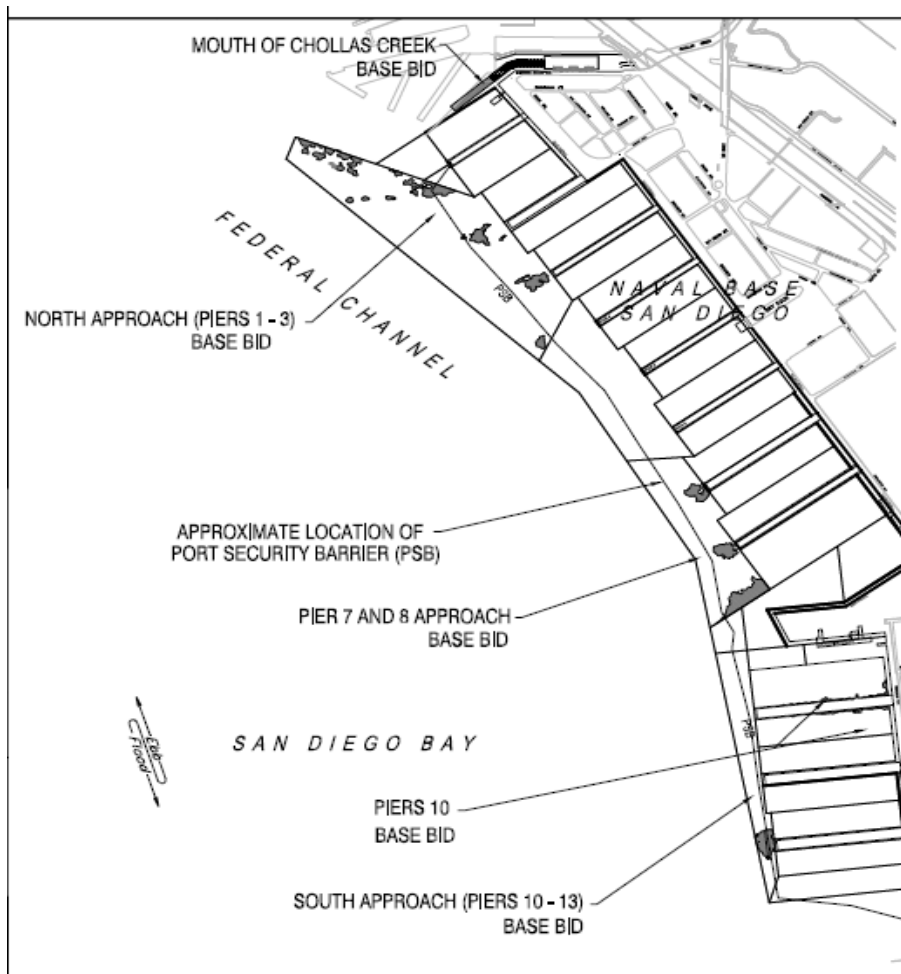 MOUTH OF CHOLLAS CREEK
BASE BID
FEDERAL CHANNEL
PSB
NAVAL BASE
SAN DIEGO
NORTH APPROACH (PIERS 1 - 3)
BASE BID
APPROXIMATE LOCATION OF
PORT SECURITY BARRIER (PSB)
PIER 7 AND 8 APPROACH
BASE BID
PSB
Ebb
Flood
SAN DIEGO BAY
PIERS 10
BASE BID
SOUTH APPROACH (PIERS 10 - 13)
BASE BID